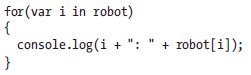 for(var i in robot)
{
  console.log(i + ": " + robot[i]);
}